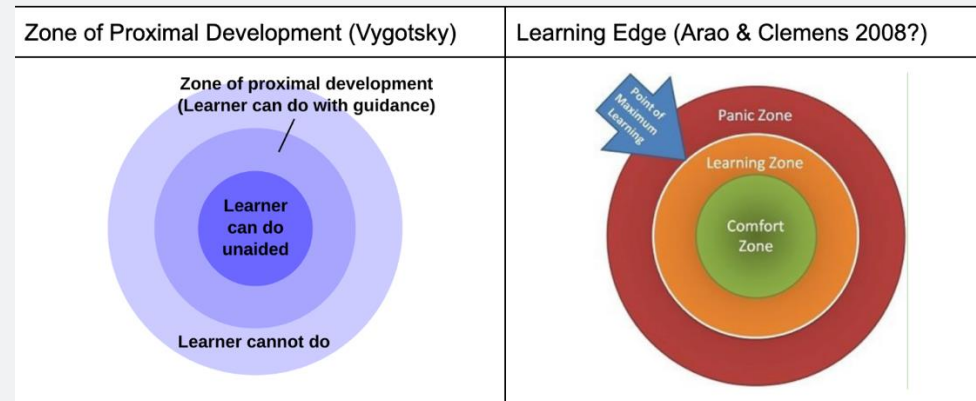 Zone of Proximal Development (Vygotsky)
Learning Edge (Arao & Clemens 2008?)
Zone of proximal development
(Learner can do with guidance)
Learner
can do
unaided
Learner cannot do
Point of
Maximum
Learning
Panic Zone
Learning Zone
Comfort
Zone